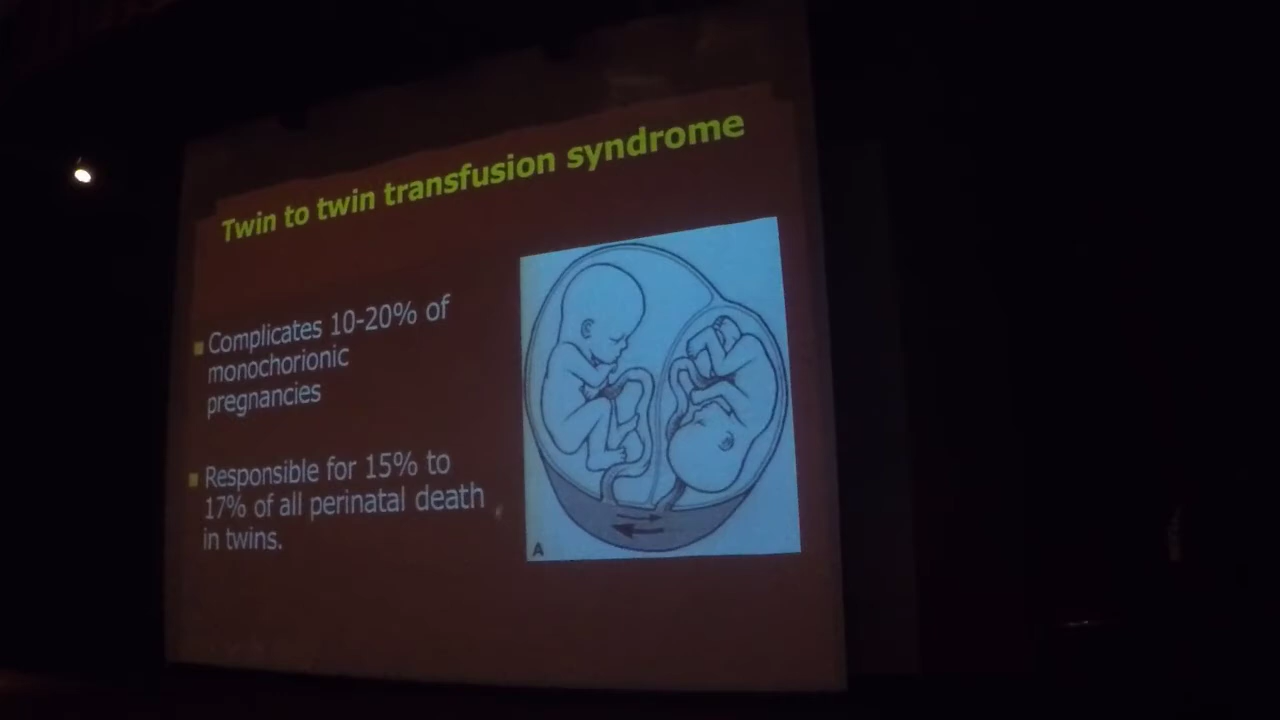 Twin to twin transfusion syndrome
Complicates 10-20% of
monochorionic
pregnancies
Responsible for 15% to
17% of all perinatal death
in twins.
A